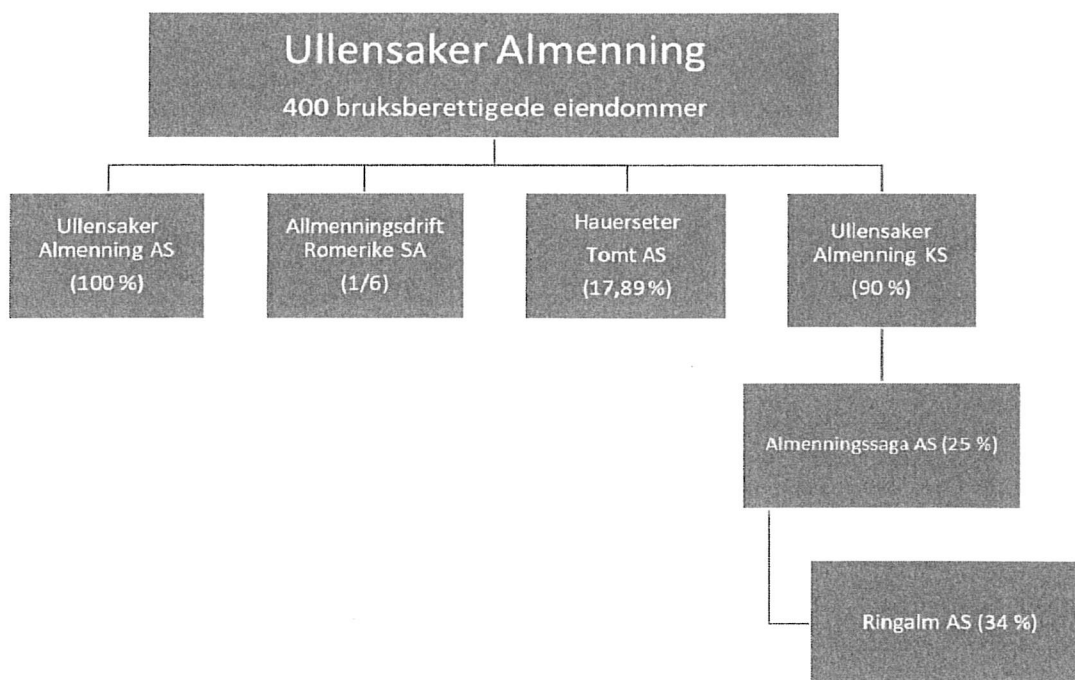 Ullensaker Almenning
400 bruksberettigede eiendommer
Ullensaker
Almenning AS
(100 %)
Allmenningsdrift
Romerike SA
(1/6)
Hauerseter
Tomt AS
(17,89 %)
Ullensaker
Almenning KS
(90 %)
Almenningssaga AS (25 %)
Ringalm AS (34 %)